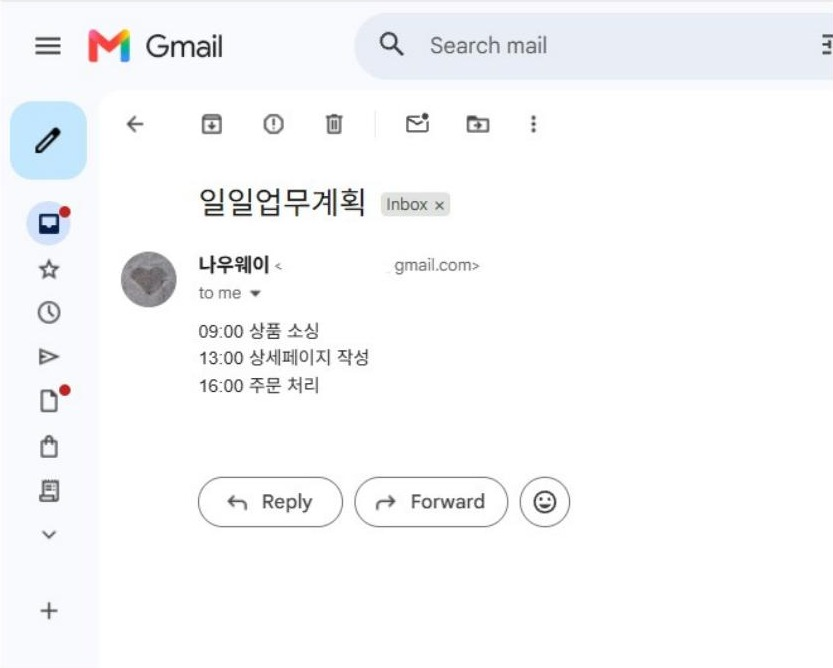 Gmail
Search mail
일일업무계획 Inbox ×
나우웨이 < gmail.com>
to me
09:00 상품 소싱
13:00 상세페이지 작성
16:00 주문 처리
Reply Forward